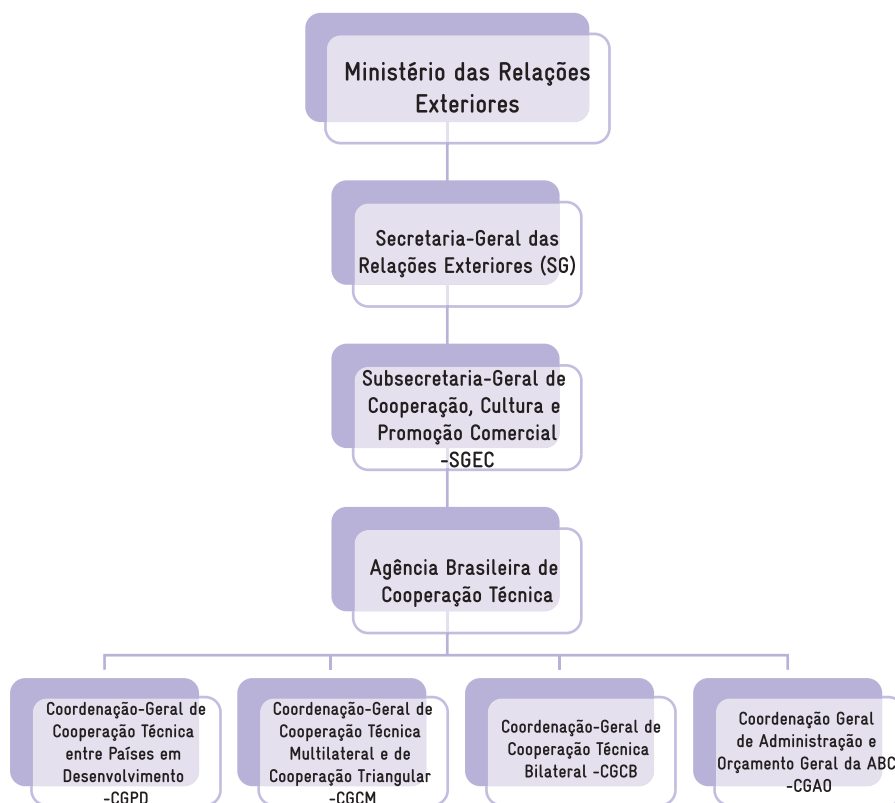 Ministério das Relações
Exteriores
Secretaria-Geral das
Relações Exteriores (SG)
Subsecretaria-Geral de
Cooperação, Cultura e
Promoção Comercial
-SGEC
Agência Brasileira de
Cooperação Técnica
Coordenação-Geral de
Cooperação Técnica
entre Países em
Desenvolvimento
-CGPD
Coordenação-Geral de
Cooperação Técnica
Multilateral e de
Cooperação Triangular
-CGCM
Coordenação-Geral de
Cooperação Técnica
Bilateral -CGCB
Coordenação Geral
de Administração e
Orçamento Geral da ABC
-CGAO